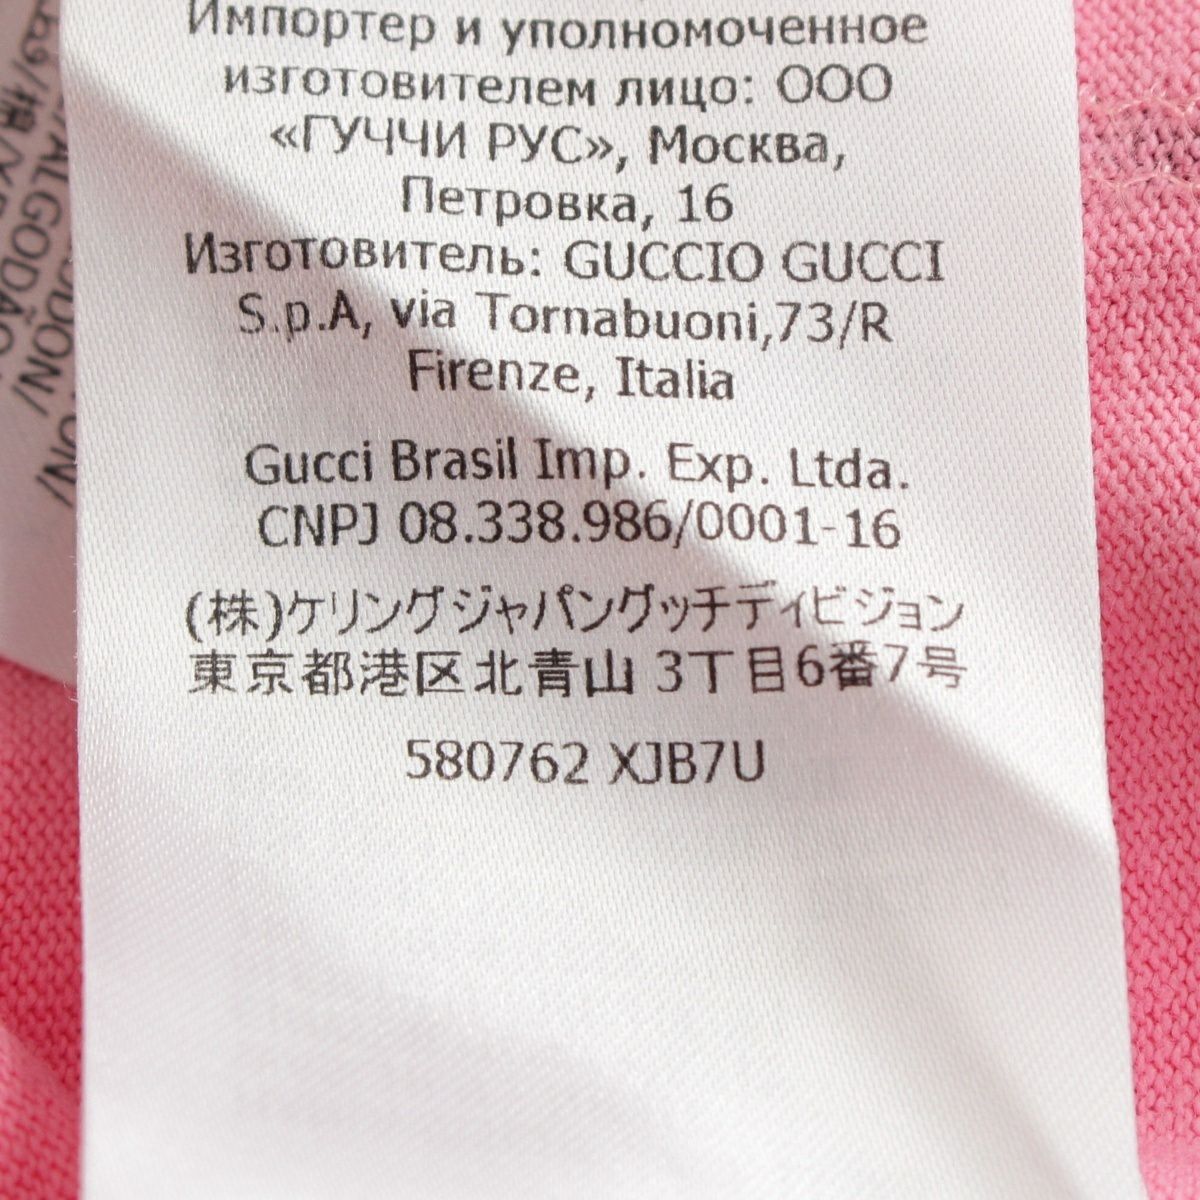 Импортер и уполномоченное
изготовителем лицо: ООО
«ГУЧЧИ РУС», Москва,
Петровка, 16
Изготовитель: GUCCIO GUCCI
S.p.A, via Tornabuoni,73/R
Firenze, Italia
Gucci Brasil Imp. Exp. Ltda.
CNPJ 08.338.986/0001-16
(株)ケリングジャパングッチディビジョン
東京都港区北青山 3丁目6番7号
580762 XJB7U
ALGODÃO